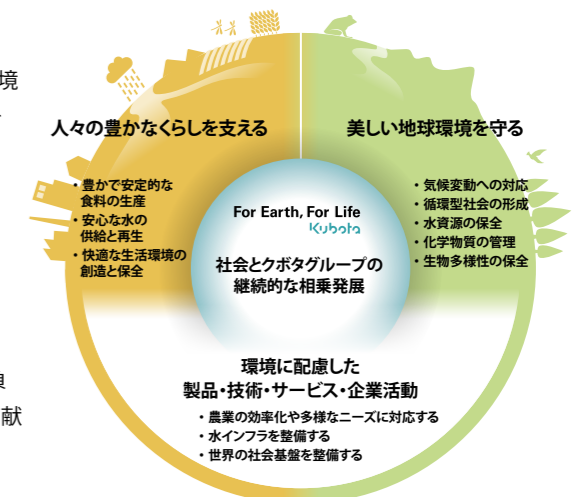 境
人々の豊かなくらしを支える
・豊かで安定的な
食料の生産
・安心な水の
供給と再生
・快適な生活環境の
創造と保全
美しい地球環境を守る
・気候変動への対応
・循環型社会の形成
・水資源の保全
・化学物質の管理
・生物多様性の保全
For Earth, For Life
Kubota
社会とクボタグループの
継続的な相乗発展
環境に配慮した
製品・技術・サービス・企業活動
・農業の効率化や多様なニーズに対応する
・水インフラを整備する
・世界の社会基盤を整備する
献